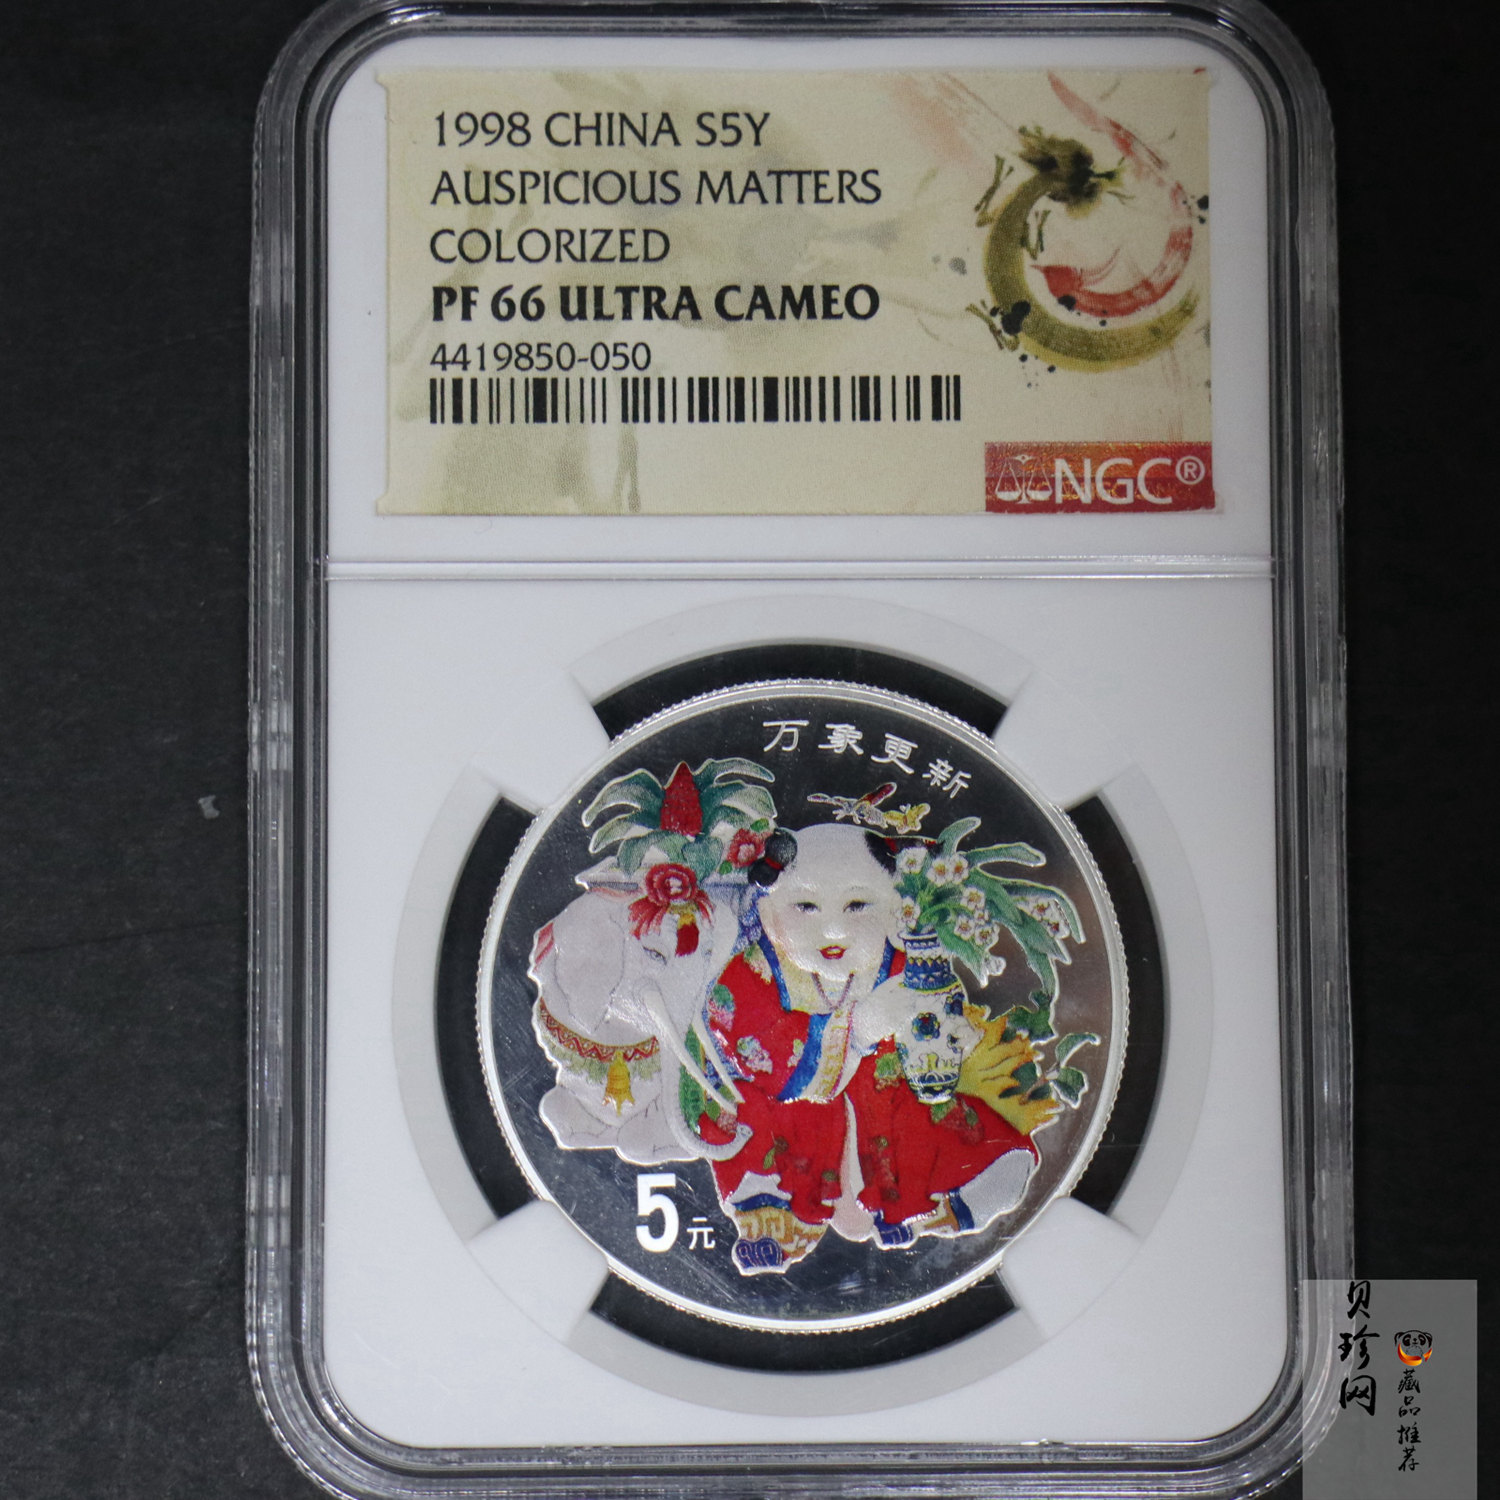 1998 CHINA S5Y
AUSPICIOUS MATTERS
COLORIZED
PF 66 ULTRA CAMEO
4419850-050
NGC®
万象更新
5元
贝珍网
藏品推荐